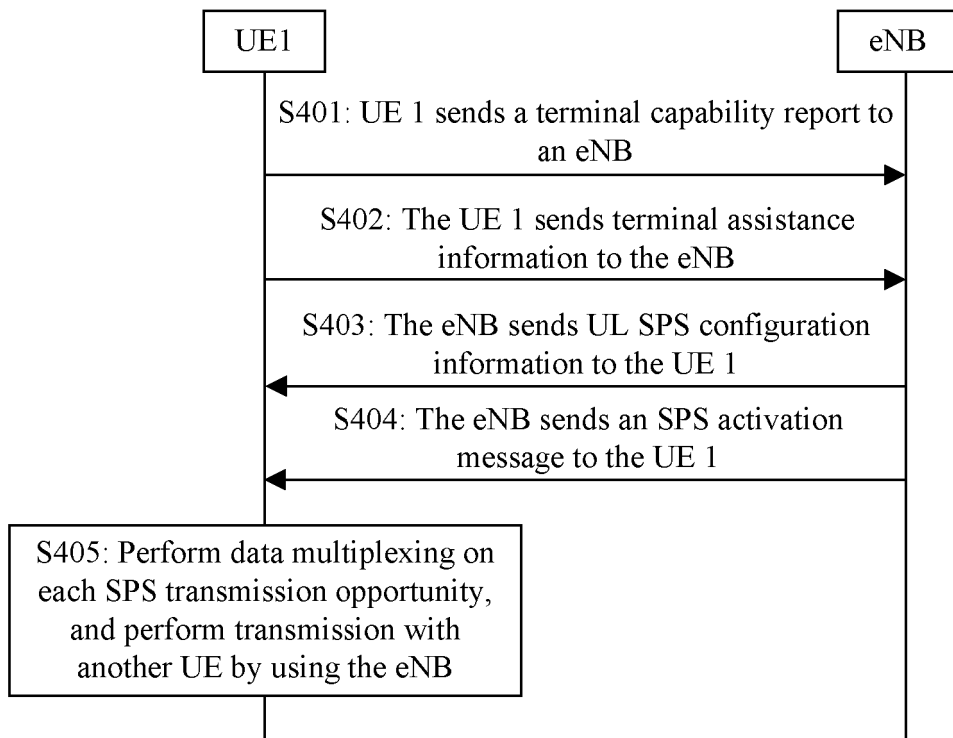 UE1
eNB
S401: UE 1 sends a terminal capability report to
an eNB
S402: The UE 1 sends terminal assistance
information to the eNB
S403: The eNB sends UL SPS configuration
information to the UE 1
S404: The eNB sends an SPS activation
message to the UE 1
S405: Perform data multiplexing on
each SPS transmission opportunity,
and perform transmission with
another UE by using the eNB